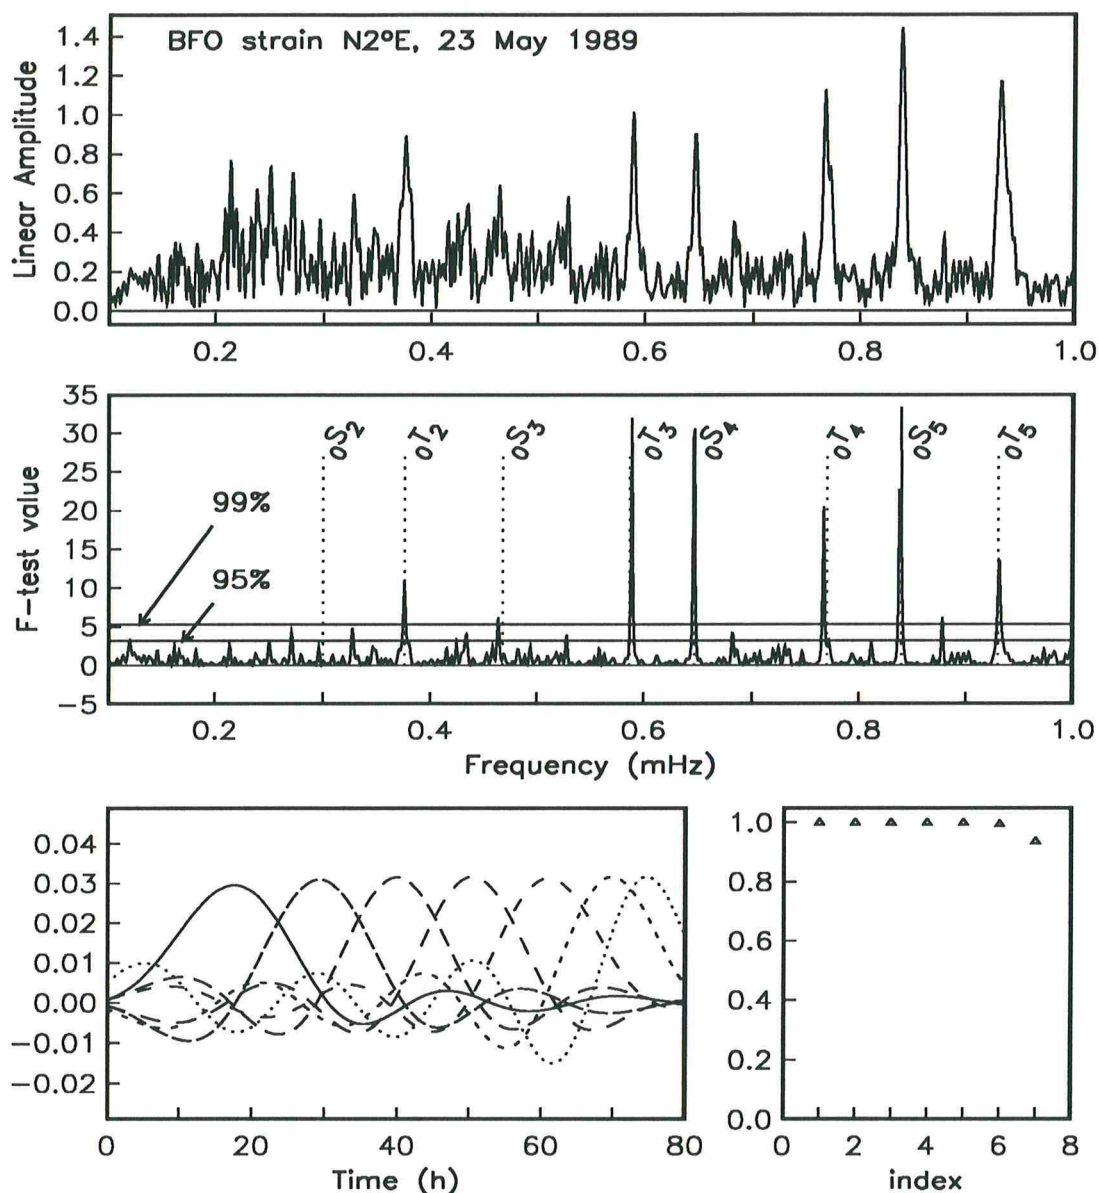 BFO strain N2ºE, 23 May 1989
Linear Amplitude
1.4
1.2
1.0
0.8
0.6
0.4
0.2
0.0
0.2 0.4 0.6 0.8 1.0
F-test value
35
30
25
20
15
10
5
0
-5
0S2 0T2 0S3 0T3 0S4 0T4 0S5 0T5
99%
95%
0.2 0.4 0.6 0.8 1.0
Frequency (mHz)
0.04
0.03
0.02
0.01
0.00
-0.01
-0.02
0 20 40 60 80
Time (h)
1.0
0.8
0.6
0.4
0.2
0.0
0 2 4 6 8
index